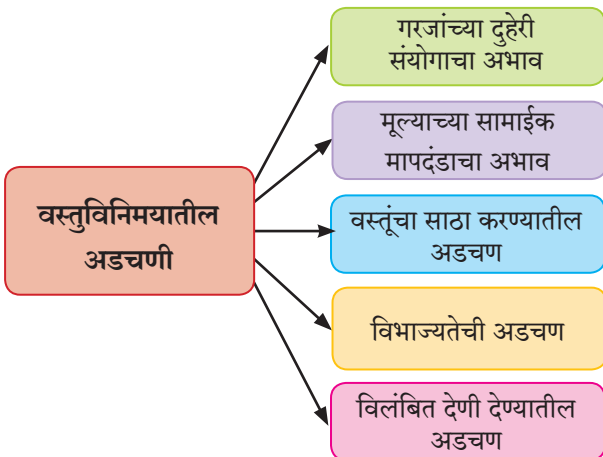 गरजांच्या दुहेरी
संयोगाचा अभाव
मूल्याच्या सामाईक
मापदंडाचा अभाव
वस्तुविनिमयातील
अडचणी
वस्तूंचा साठा करण्यातील
अडचण
विभाज्यतेची अडचण
विलंबित देणी देण्यातील
अडचण